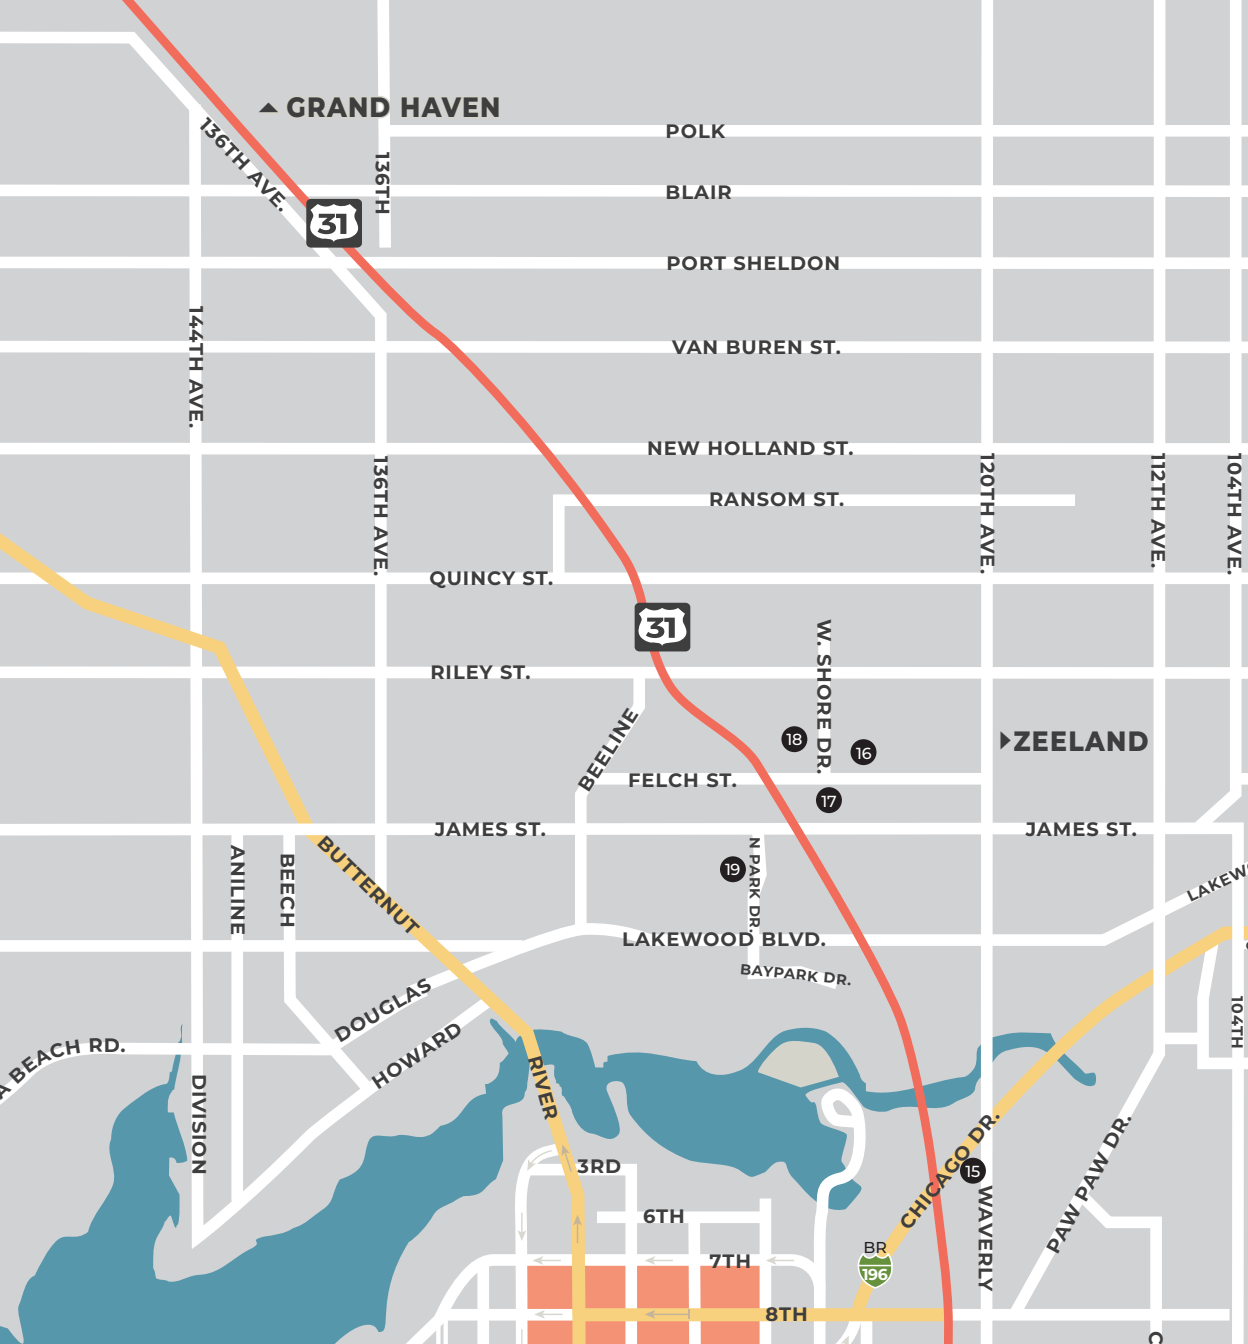 GRAND HAVEN
136TH AVE.
136TH
POLK
BLAIR
31
PORT SHELDON
144TH AVE.
VAN BUREN ST.
NEW HOLLAND ST.
136TH AVE.
120TH AVE.
112TH AVE.
104TH AVE.
RANSOM ST.
QUINCY ST.
31
W. SHORE DR.
RILEY ST.
BEELINE
18
16
ZEELAND
FELCH ST.
17
JAMES ST.
JAMES ST.
ANILINE
BEECH
BUTTERNUT
19
N PARK DR.
LAKEWOOD BLVD.
BAYPARK DR.
DOUGLAS
HOWARD
A BEACH RD.
104TH
RIVER
DIVISION
CHICAGO DR.
15
PAW PAW DR.
3RD
6TH
WAVERLY
7TH
BR
196
8TH